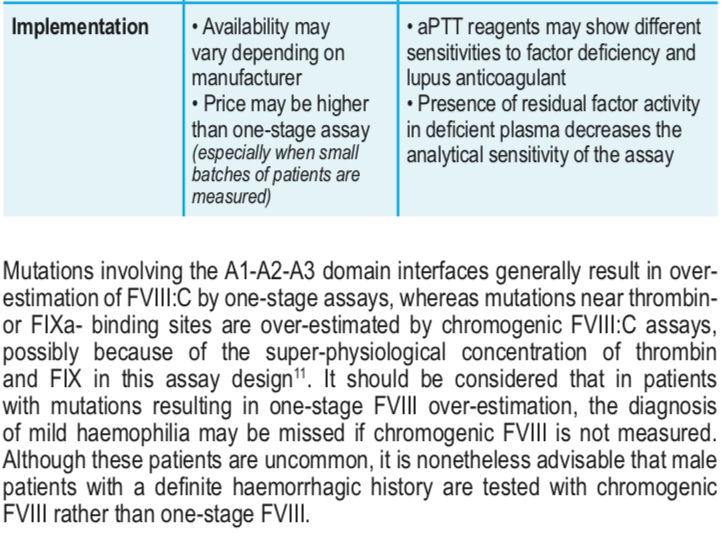 Implementation
• Availability may
vary depending on
manufacturer
• Price may be higher
than one-stage assay
(especially when small
batches of patients are
measured)
• aPTT reagents may show different
sensitivities to factor deficiency and
lupus anticoagulant
• Presence of residual factor activity
in deficient plasma decreases the
analytical sensitivity of the assay
Mutations involving the A1-A2-A3 domain interfaces generally result in over-
estimation of FVIII:C by one-stage assays, whereas mutations near thrombin-
or FIXa- binding sites are over-estimated by chromogenic FVIII:C assays,
possibly because of the super-physiological concentration of thrombin
and FIX in this assay design¹¹. It should be considered that in patients
with mutations resulting in one-stage FVIII over-estimation, the diagnosis
of mild haemophilia may be missed if chromogenic FVIII is not measured.
Although these patients are uncommon, it is nonetheless advisable that male
patients with a definite haemorrhagic history are tested with chromogenic
FVIII rather than one-stage FVIII.